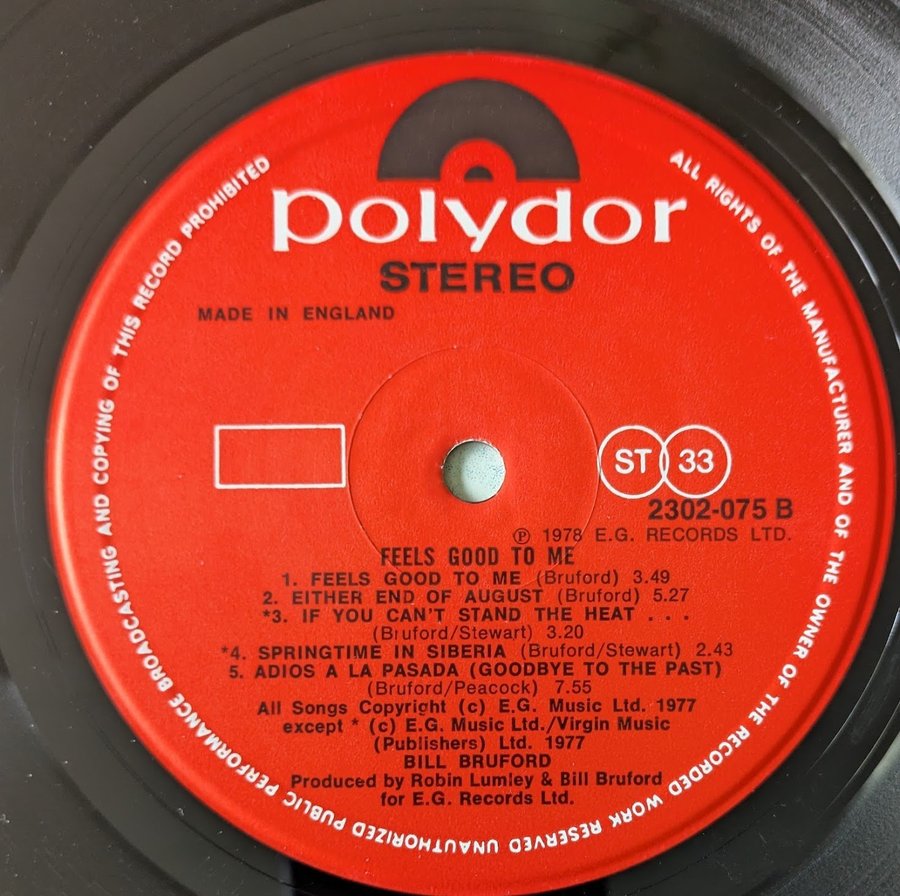 polydor
STEREO
MADE IN ENGLAND
ST 33
2302-075 B
℗ 1978 E.G. RECORDS LTD.
FEELS GOOD TO ME
1. FEELS GOOD TO ME (Bruford) 3.49
2. EITHER END OF AUGUST (Bruford) 5.27
*3. IF YOU CAN'T STAND THE HEAT . . .
(Bruford/Stewart) 3.20
*4. SPRINGTIME IN SIBERIA (Bruford/Stewart) 2.43
5. ADIOS A LA PASADA (GOODBYE TO THE PAST)
(Bruford/Peacock) 7.55
All Songs Copyright (c) E.G. Music Ltd. 1977
except * (c) E.G. Music Ltd./Virgin Music
(Publishers) Ltd. 1977
BILL BRUFORD
Produced by Robin Lumley & Bill Bruford
for E.G. Records Ltd.
ALL RIGHTS OF THE MANUFACTURER AND OF THE OWNER OF THE RECORDED WORK RESERVED UNAUTHORIZED PUBLIC PERFORMANCE BROADCASTING AND COPYING OF THIS RECORD PROHIBITED